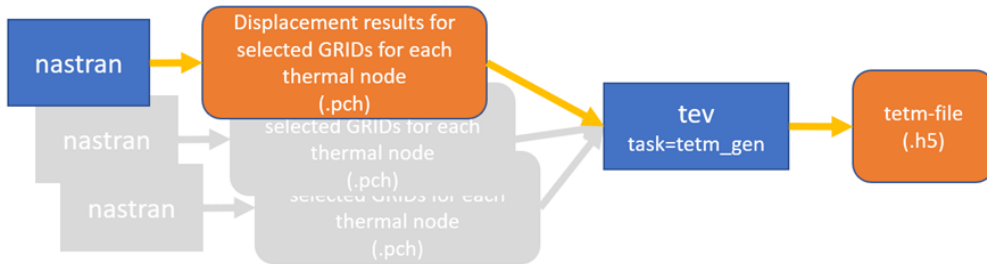 nastran
Displacement results for
selected GRIDs for each
thermal node
(.pch)
tev
task=tetm_gen
tetm-file
(.h5)
nastran
selected GRIDs for each
thermal node
(.pch)
nastran
selected GRIDs for each
thermal node
(.pch)